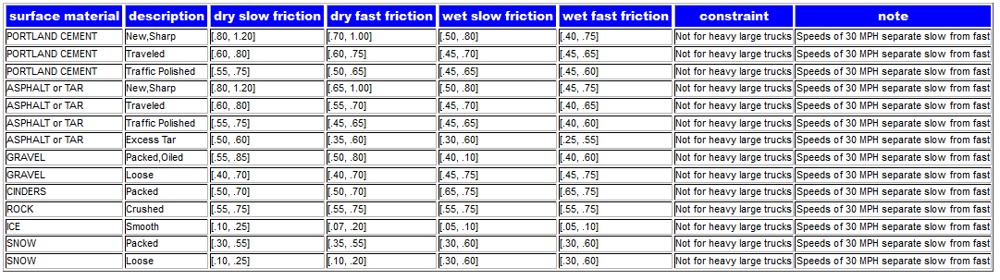 surface material description dry slow friction dry fast friction wet slow friction wet fast friction constraint note
PORTLAND CEMENT New,Sharp [.80, 1.20] [.70, 1.00] [.50, .80] [.40, .75] Not for heavy large trucks Speeds of 30 MPH separate slow from fast
PORTLAND CEMENT Traveled [.60, .80] [.60, .75] [.45, .70] [.45, .65] Not for heavy large trucks Speeds of 30 MPH separate slow from fast
PORTLAND CEMENT Traffic Polished [.55, .75] [.50, .65] [.45, .65] [.45, .60] Not for heavy large trucks Speeds of 30 MPH separate slow from fast
ASPHALT or TAR New,Sharp [.80, 1.20] [.65, 1.00] [.50, .80] [.45, .75] Not for heavy large trucks Speeds of 30 MPH separate slow from fast
ASPHALT or TAR Traveled [.60, .80] [.55, .70] [.45, .70] [.40, .65] Not for heavy large trucks Speeds of 30 MPH separate slow from fast
ASPHALT or TAR Traffic Polished [.55, .75] [.45, .65] [.45, .65] [.40, .60] Not for heavy large trucks Speeds of 30 MPH separate slow from fast
ASPHALT or TAR Excess Tar [.50, .60] [.35, .60] [.30, .60] [.25, .55] Not for heavy large trucks Speeds of 30 MPH separate slow from fast
GRAVEL Packed,Oiled [.55, .85] [.50, .80] [.40, .10] [.40, .60] Not for heavy large trucks Speeds of 30 MPH separate slow from fast
GRAVEL Loose [.40, .70] [.40, .70] [.45, .75] [.45, .75] Not for heavy large trucks Speeds of 30 MPH separate slow from fast
CINDERS Packed [.50, .70] [.50, .70] [.65, .75] [.65, .75] Not for heavy large trucks Speeds of 30 MPH separate slow from fast
ROCK Crushed [.55, .75] [.55, .75] [.55, .75] [.55, .75] Not for heavy large trucks Speeds of 30 MPH separate slow from fast
ICE Smooth [.10, .25] [.07, .20] [.05, .10] [.05, .10] Not for heavy large trucks Speeds of 30 MPH separate slow from fast
SNOW Packed [.30, .55] [.35, .55] [.30, .60] [.30, .60] Not for heavy large trucks Speeds of 30 MPH separate slow from fast
SNOW Loose [.10, .25] [.10, .20] [.30, .60] [.30, .60] Not for heavy large trucks Speeds of 30 MPH separate slow from fast